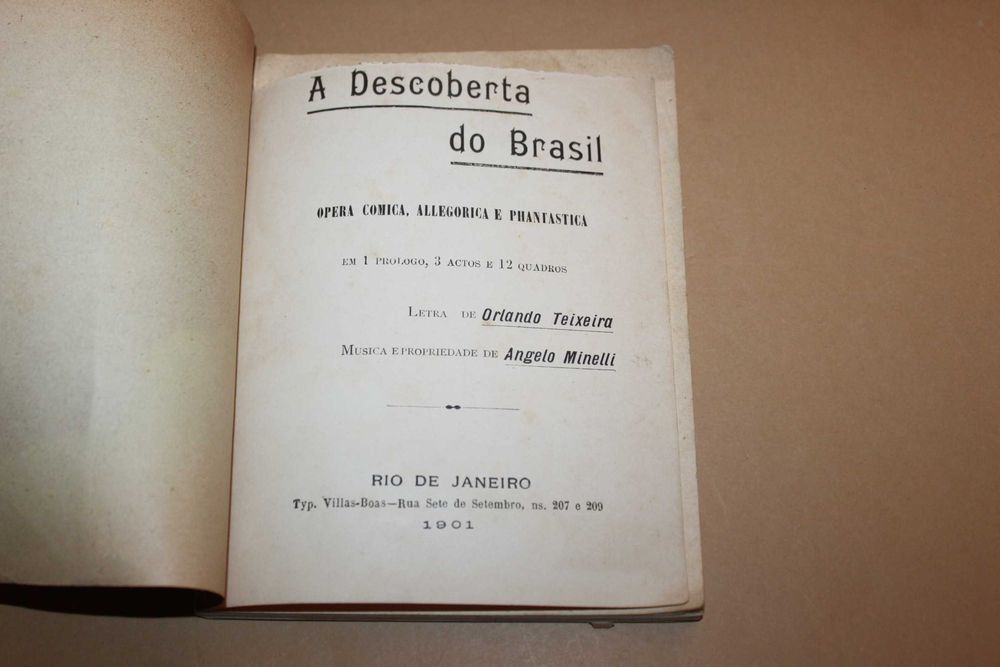 A Descoberta
do Brasil
OPERA COMICA, ALLEGORICA E PHANTASTICA
EM 1 PROLOGO, 3 ACTOS E 12 QUADROS
LETRA DE Orlando Teixeira
MUSICA E PROPRIEDADE DE Angelo Minelli
RIO DE JANEIRO
Typ. Villas-Boas—Rua Sete de Setembro, ns. 207 e 209
1901